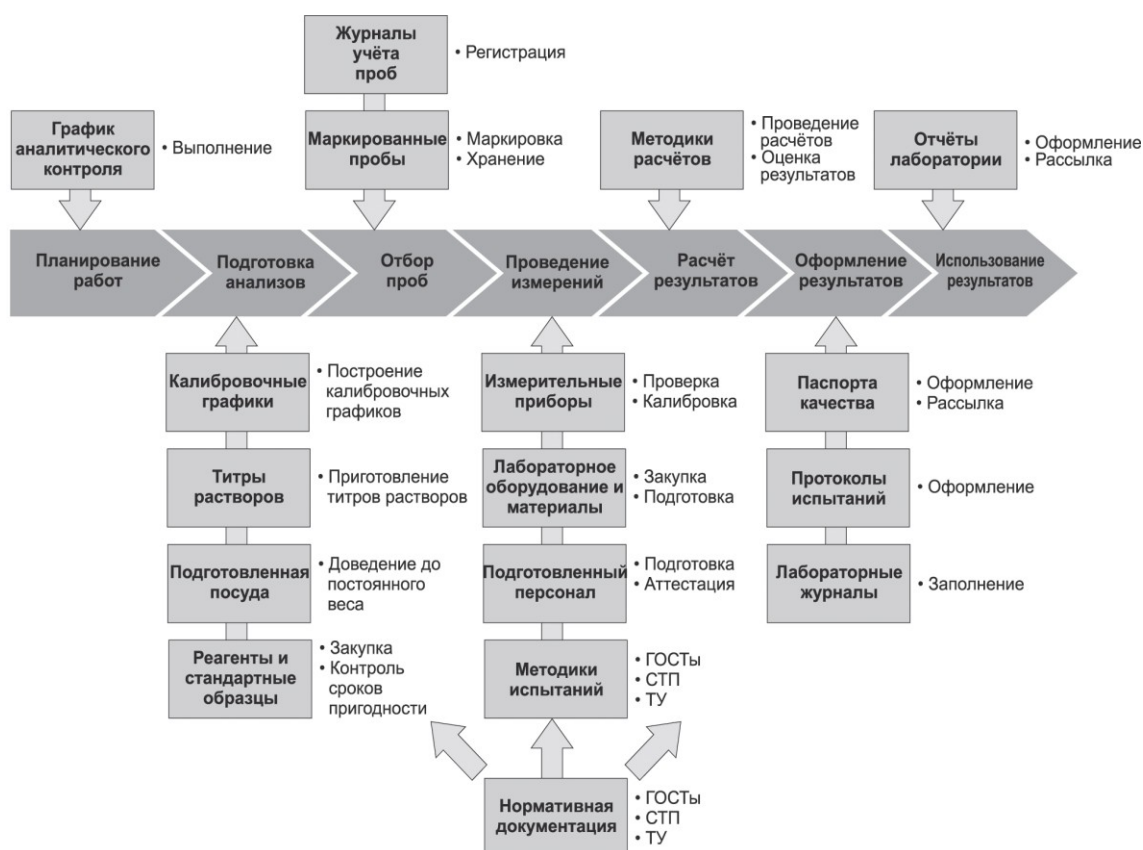 Журналы
учёта
проб
• Регистрация
График
аналитического
контроля
• Выполнение
Маркированные
пробы
• Маркировка
• Хранение
Методики
расчётов
• Проведение
расчётов
• Оценка
результатов
Отчёты
лаборатории
• Оформление
• Рассылка
Планирование
работ
Подготовка
анализов
Отбор
проб
Проведение
измерений
Расчёт
результатов
Оформление
результатов
Использование
результатов
Калибровочные
графики
• Построение
калибровочных
графиков
Титры
растворов
• Приготовление
титров растворов
Подготовленная
посуда
• Доведение до
постоянного
веса
Реагенты и
стандартные
образцы
• Закупка
• Контроль
сроков
пригодности
Измерительные
приборы
• Проверка
• Калибровка
Лабораторное
оборудование и
материалы
• Закупка
• Подготовка
Подготовленный
персонал
• Подготовка
• Аттестация
Методики
испытаний
• ГОСТы
• СТП
• ТУ
Нормативная
документация
• ГОСТы
• СТП
• ТУ
Паспорта
качества
• Оформление
• Рассылка
Протоколы
испытаний
• Оформление
Лабораторные
журналы
• Заполнение